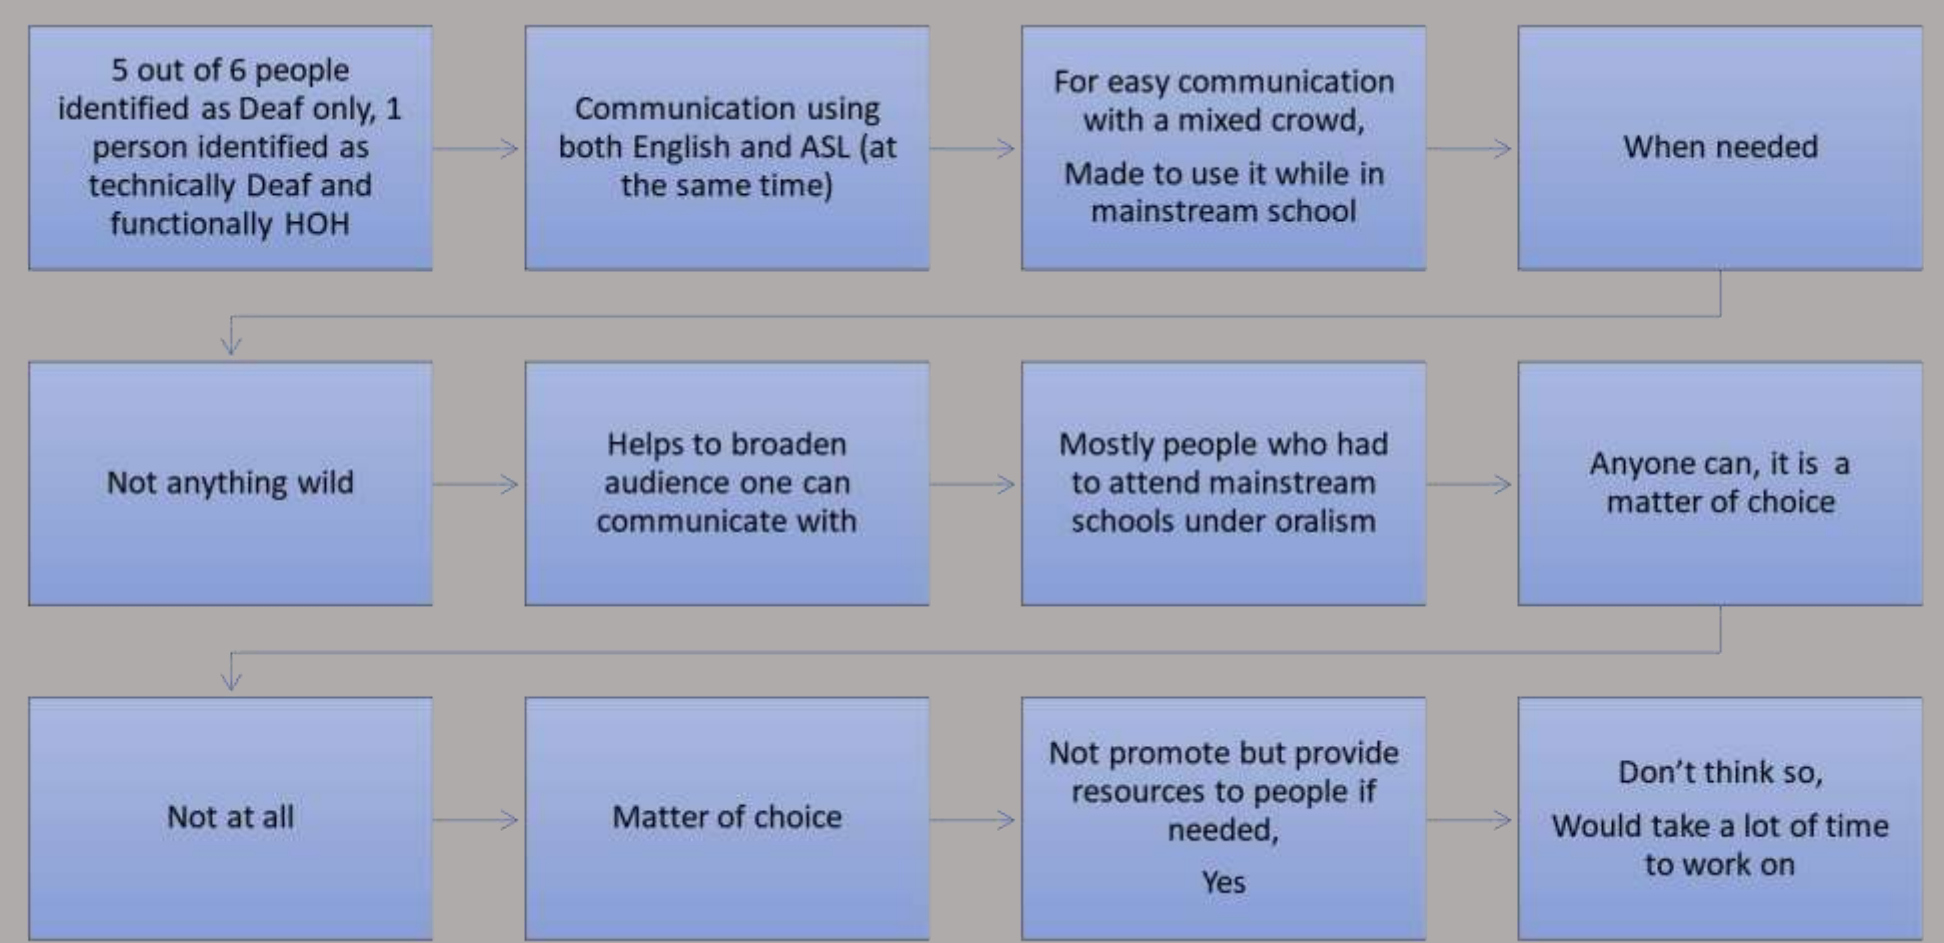 5 out of 6 people
identified as Deaf only, 1
person identified as
technically Deaf and
functionally HOH
Communication using
both English and ASL (at
the same time)
For easy communication
with a mixed crowd,
Made to use it while in
mainstream school
When needed
Not anything wild
Helps to broaden
audience one can
communicate with
Mostly people who had
to attend mainstream
schools under oralism
Anyone can, it is a
matter of choice
Not at all
Matter of choice
Not promote but provide
resources to people if
needed,
Yes
Don't think so,
Would take a lot of time
to work on